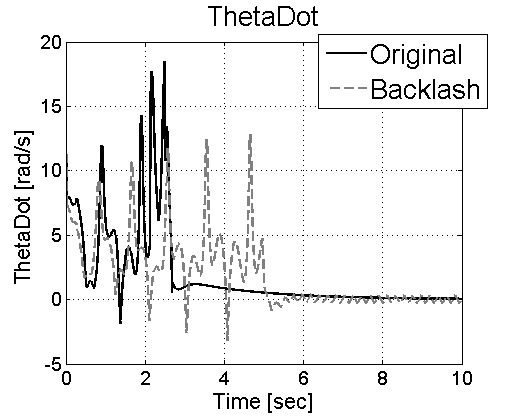 ThetaDot
Original
Backlash
ThetaDot [rad/s]
20
15
10
5
0
-5
0 2 4 6 8 10
Time [sec]